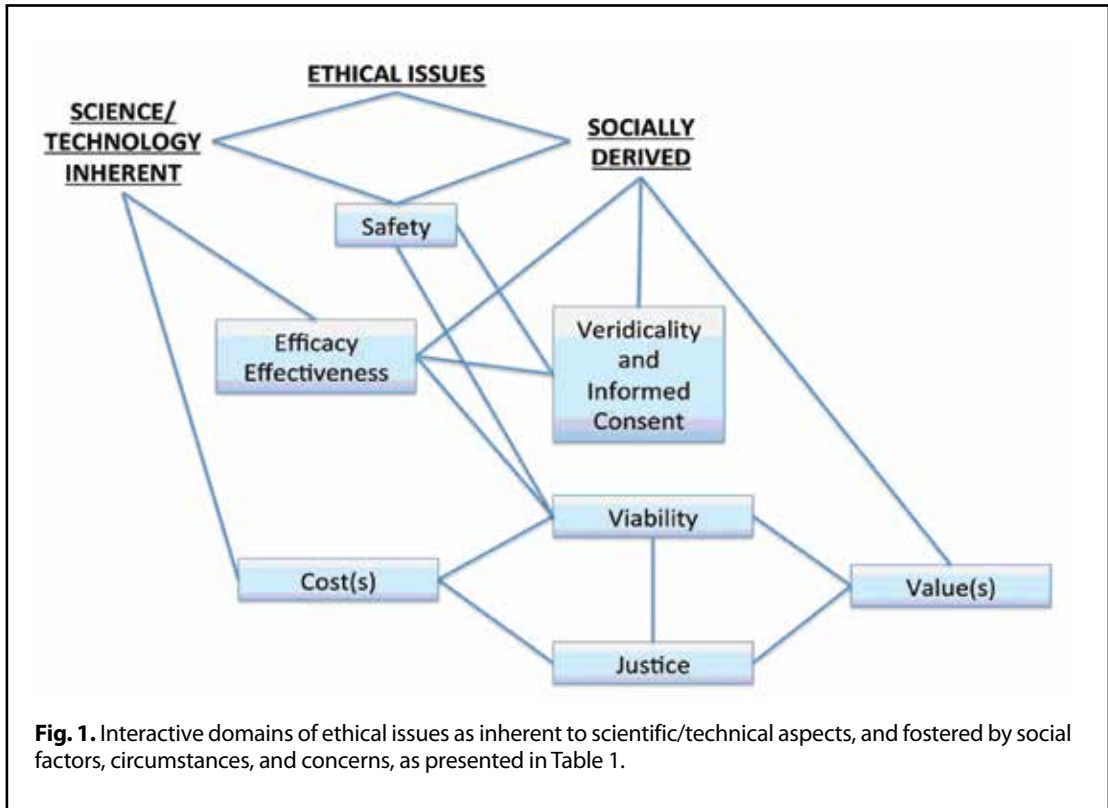 ETHICAL ISSUES
SCIENCE/
TECHNOLOGY
INHERENT
SOCIALLY
DERIVED
Safety
Efficacy
Effectiveness
Veridicality
and
Informed
Consent
Viability
Cost(s)
Value(s)
Justice
Fig. 1. Interactive domains of ethical issues as inherent to scientific/technical aspects, and fostered by social
factors, circumstances, and concerns, as presented in Table 1.